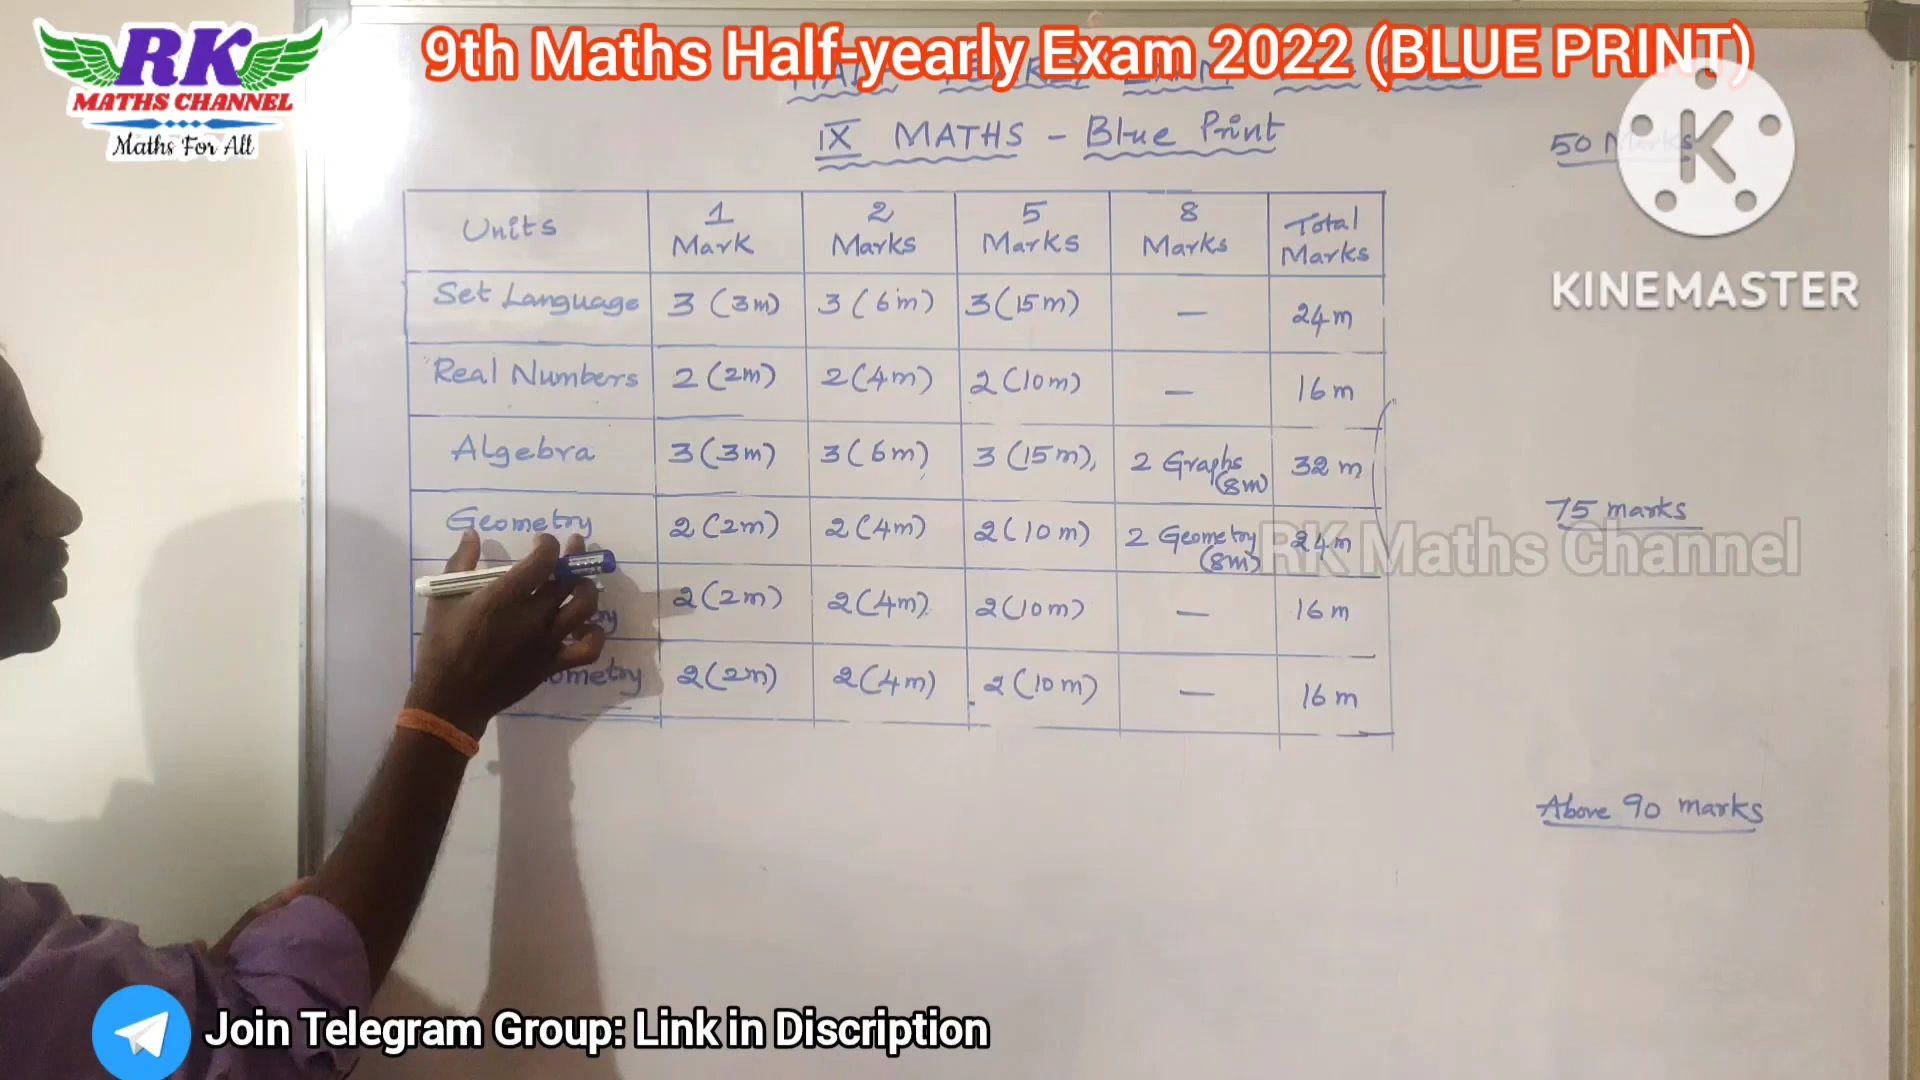 RK
MATHS CHANNEL
Maths For All
9th Maths Half-yearly Exam 2022 (BLUE PRINT)
IX MATHS - Blue Print
50 Marks
K
KINEMASTER
Units 1 Mark 2 Marks 5 Marks 8 Marks Total Marks
Set Language 3 (3m) 3 (6m) 3 (15m) — 24m
Real Numbers 2 (2m) 2 (4m) 2 (10m) — 16m
Algebra 3 (3m) 3 (6m) 3 (15m), 2 Graphs (8m) 32m
Geometry 2 (2m) 2 (4m) 2 (10m) 2 Geometry (8m) 24m
2 (2m) 2 (4m) 2 (10m) — 16m
2 (2m) 2 (4m) 2 (10m) — 16m
75 marks
RK Maths Channel
Above 90 marks
Join Telegram Group: Link in Discription